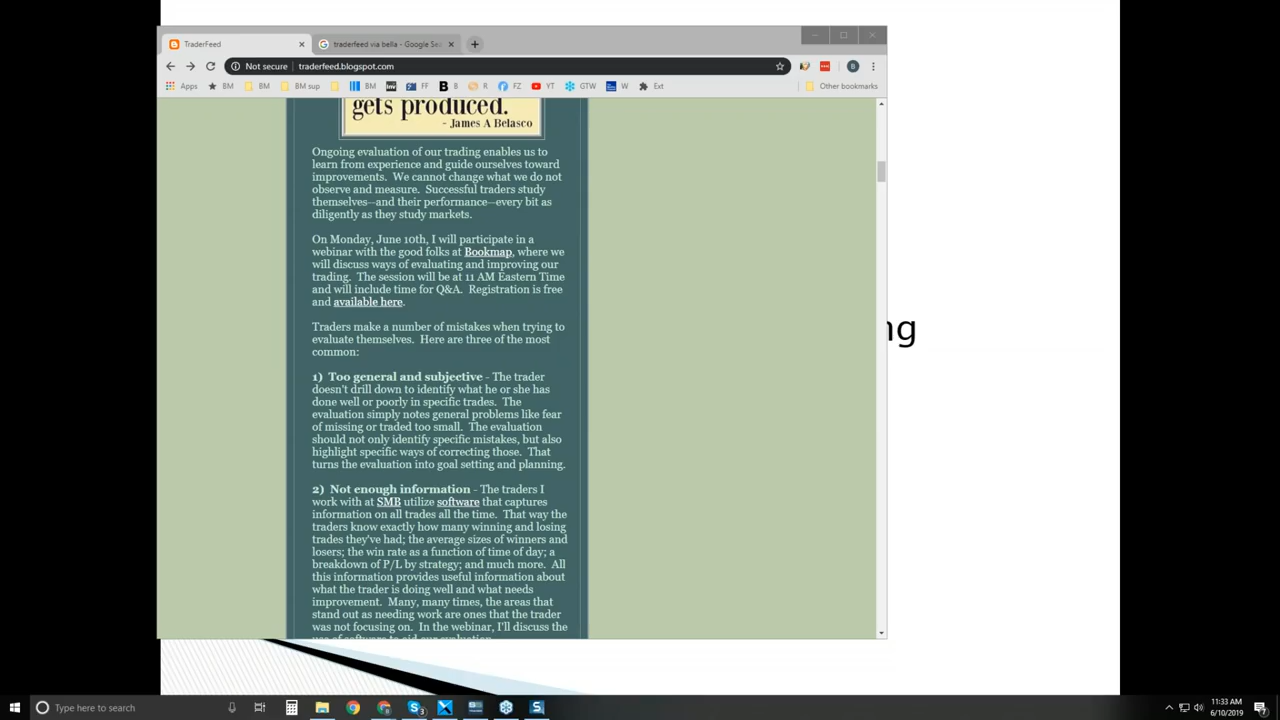 TraderFeed
traderfeed via bella - Google Se
Not secure
traderfeed.blogspot.com
Apps
BM
BM
BM sup
BM
FF
B
R
FZ
YT
GTW
W
Ext
Other bookmarks
gets produced.
- James A Belasco
Ongoing evaluation of our trading enables us to
learn from experience and guide ourselves toward
improvements. We cannot change what we do not
observe and measure. Successful traders study
themselves--and their performance--every bit as
diligently as they study markets.
On Monday, June 10th, I will participate in a
webinar with the good folks at Bookmap, where we
will discuss ways of evaluating and improving our
trading. The session will be at 11 AM Eastern Time
and will include time for Q&A. Registration is free
and available here.
Traders make a number of mistakes when trying to
evaluate themselves. Here are three of the most
common:
1) Too general and subjective - The trader
doesn't drill down to identify what he or she has
done well or poorly in specific trades. The
evaluation simply notes general problems like fear
of missing or traded too small. The evaluation
should not only identify specific mistakes, but also
highlight specific ways of correcting those. That
turns the evaluation into goal setting and planning.
2) Not enough information - The traders I
work with at SMB utilize software that captures
information on all trades all the time. That way the
traders know exactly how many winning and losing
trades they've had; the average sizes of winners and
losers; the win rate as a function of time of day; a
breakdown of P/L by strategy; and much more. All
this information provides useful information about
what the trader is doing well and what needs
improvement. Many, many times, the areas that
stand out as needing work are ones that the trader
was not focusing on. In the webinar, I'll discuss the
use of software to aid our evaluation.
ng
Type here to search
11:33 AM
6/10/2019